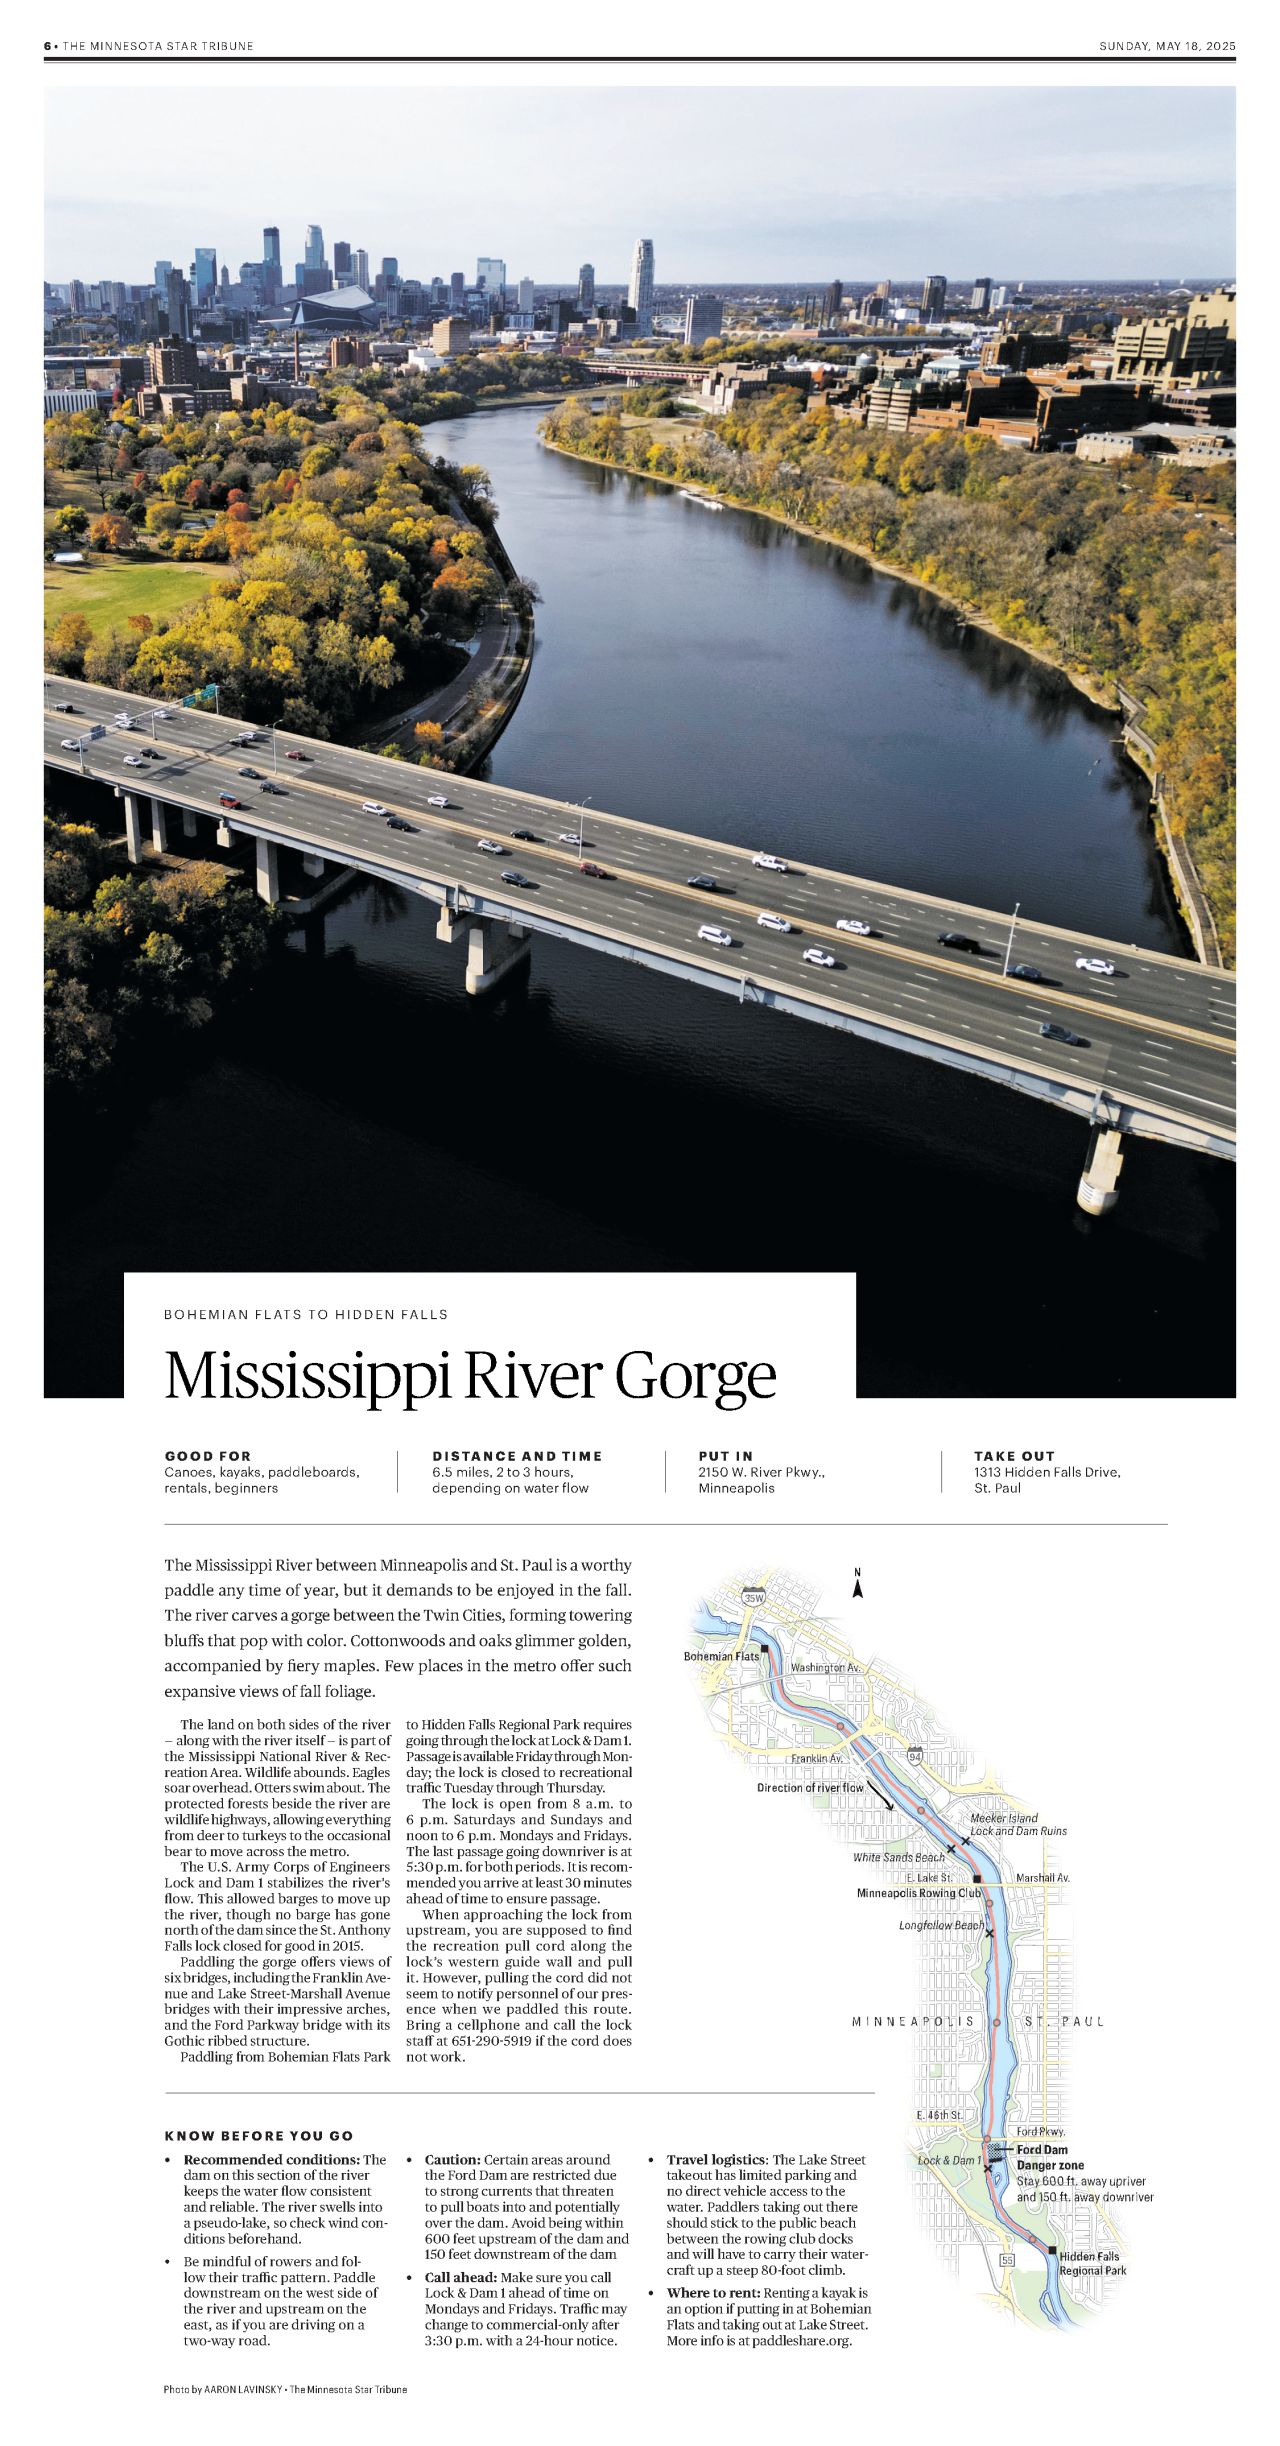 6 • THE MINNESOTA STAR TRIBUNE
SUNDAY, MAY 18, 2025
BOHEMIAN FLATS TO HIDDEN FALLS
Mississippi River Gorge
GOOD FOR
Canoes, kayaks, paddleboards,
rentals, beginners
DISTANCE AND TIME
6.5 miles, 2 to 3 hours,
depending on water flow
PUT IN
2150 W. River Pkwy.,
Minneapolis
TAKE OUT
1313 Hidden Falls Drive,
St. Paul
The Mississippi River between Minneapolis and St. Paul is a worthy
paddle any time of year, but it demands to be enjoyed in the fall.
The river carves a gorge between the Twin Cities, forming towering
bluffs that pop with color. Cottonwoods and oaks glimmer golden,
accompanied by fiery maples. Few places in the metro offer such
expansive views of fall foliage.
The land on both sides of the river
– along with the river itself – is part of
the Mississippi National River & Rec-
reation Area. Wildlife abounds. Eagles
soar overhead. Otters swim about. The
protected forests beside the river are
wildlife highways, allowing everything
from deer to turkeys to the occasional
bear to move across the metro.
The U.S. Army Corps of Engineers
Lock and Dam 1 stabilizes the river's
flow. This allowed barges to move up
the river, though no barge has gone
north of the dam since the St. Anthony
Falls lock closed for good in 2015.
Paddling the gorge offers views of
six bridges, including the Franklin Ave-
nue and Lake Street-Marshall Avenue
bridges with their impressive arches,
and the Ford Parkway bridge with its
Gothic ribbed structure.
Paddling from Bohemian Flats Park
to Hidden Falls Regional Park requires
going through the lock at Lock & Dam 1.
Passage is available Friday through Mon-
day; the lock is closed to recreational
traffic Tuesday through Thursday.
The lock is open from 8 a.m. to
6 p.m. Saturdays and Sundays and
noon to 6 p.m. Mondays and Fridays.
The last passage going downriver is at
5:30 p.m. for both periods. It is recom-
mended you arrive at least 30 minutes
ahead of time to ensure passage.
When approaching the lock from
upstream, you are supposed to find
the recreation pull cord along the
lock's western guide wall and pull
it. However, pulling the cord did not
seem to notify personnel of our pres-
ence when we paddled this route.
Bring a cellphone and call the lock
staff at 651-290-5919 if the cord does
not work.
N
35W
Bohemian Flats
Washington Av.
Franklin Av.
94
Direction of river flow
Meeker Island
Lock and Dam Ruins
White Sands Beach
E. Lake St.
Marshall Av.
Minneapolis Rowing Club
Longfellow Beach
MINNEAPOLIS
ST. PAUL
E. 46th St.
Ford Pkwy.
Ford Dam
Lock & Dam 1
Danger zone
Stay 600 ft. away upriver
and 150 ft. away downriver
55
Hidden Falls
Regional Park
KNOW BEFORE YOU GO
• Recommended conditions: The
dam on this section of the river
keeps the water flow consistent
and reliable. The river swells into
a pseudo-lake, so check wind con-
ditions beforehand.
• Be mindful of rowers and fol-
low their traffic pattern. Paddle
downstream on the west side of
the river and upstream on the
east, as if you are driving on a
two-way road.
• Caution: Certain areas around
the Ford Dam are restricted due
to strong currents that threaten
to pull boats into and potentially
over the dam. Avoid being within
600 feet upstream of the dam and
150 feet downstream of the dam
• Call ahead: Make sure you call
Lock & Dam 1 ahead of time on
Mondays and Fridays. Traffic may
change to commercial-only after
3:30 p.m. with a 24-hour notice.
• Travel logistics: The Lake Street
takeout has limited parking and
no direct vehicle access to the
water. Paddlers taking out there
should stick to the public beach
between the rowing club docks
and will have to carry their water-
craft up a steep 80-foot climb.
• Where to rent: Renting a kayak is
an option if putting in at Bohemian
Flats and taking out at Lake Street.
More info is at paddleshare.org.
Photo by AARON LAVINSKY • The Minnesota Star Tribune